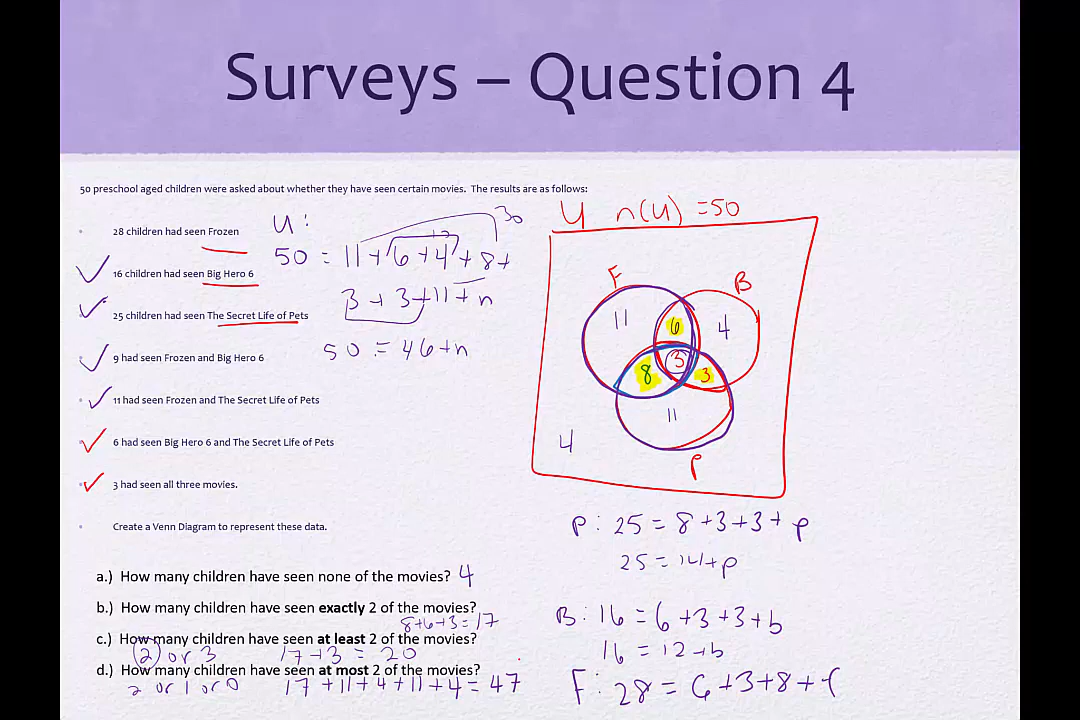 Surveys – Question 4
50 preschool aged children were asked about whether they have seen certain movies. The results are as follows:
28 children had seen Frozen
16 children had seen Big Hero 6
25 children had seen The Secret Life of Pets
9 had seen Frozen and Big Hero 6
11 had seen Frozen and The Secret Life of Pets
6 had seen Big Hero 6 and The Secret Life of Pets
3 had seen all three movies.
Create a Venn Diagram to represent these data.
U:
30
50 = 11 + 6 + 4 + 8 +
3 + 3 + 11 + n
50 = 46 + n
U n(U) = 50
F
B
11
6
4
3
8
3
11
4
P
a.) How many children have seen none of the movies? 4
b.) How many children have seen exactly 2 of the movies?
8+6+3=17
c.) How many children have seen at least 2 of the movies?
2 or 3 17+3 = 20
d.) How many children have seen at most 2 of the movies?
2 or 1 or 0 17+11+4+11+4=47
P: 25 = 8+3+3+p
25 = 14+p
B: 16 = 6+3+3+b
16 = 12+b
F: 28 = 6+3+8+f